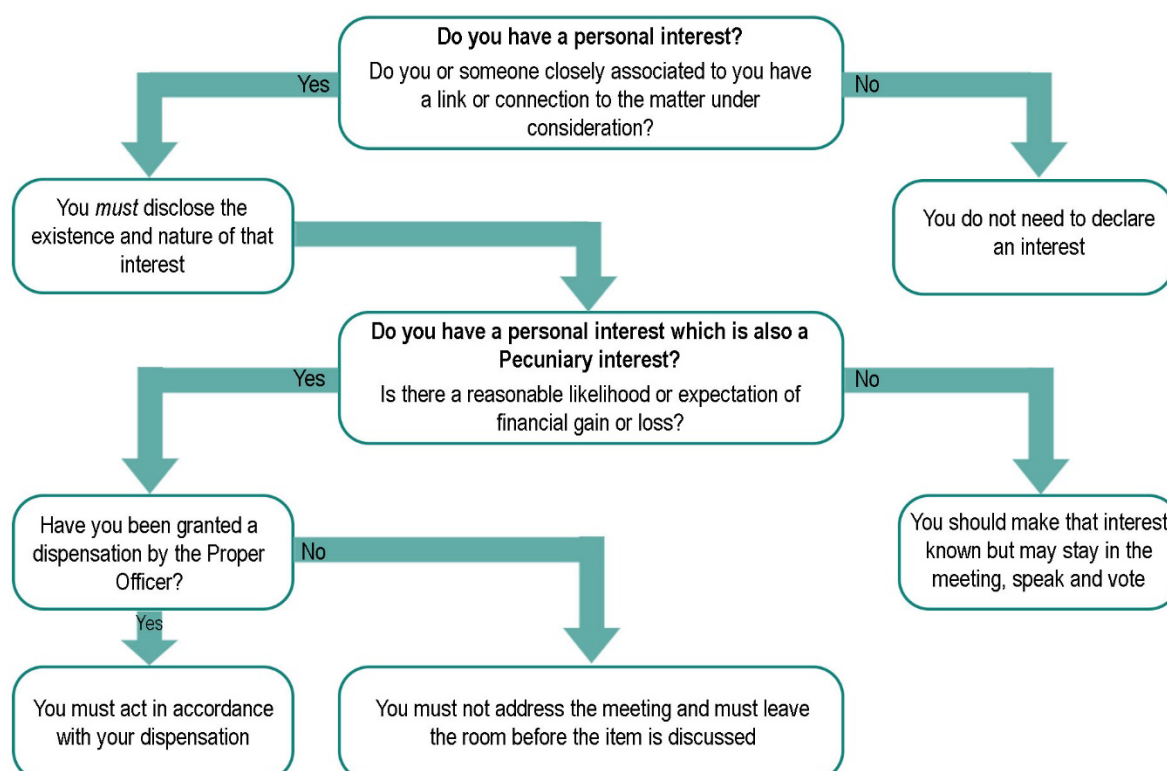 Do you have a personal interest?
Do you or someone closely associated to you have
a link or connection to the matter under
consideration?
Yes
No
You must disclose the
existence and nature of that
interest
You do not need to declare
an interest
Do you have a personal interest which is also a
Pecuniary interest?
Is there a reasonable likelihood or expectation of
financial gain or loss?
Yes
No
Have you been granted a
dispensation by the Proper
Officer?
No
You should make that interest
known but may stay in the
meeting, speak and vote
Yes
You must act in accordance
with your dispensation
You must not address the meeting and must leave
the room before the item is discussed